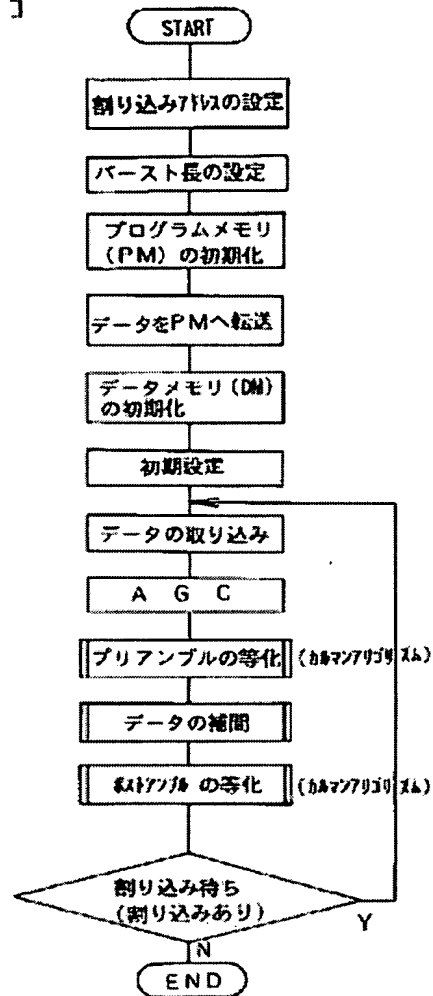 START
割り込みアドレスの設定
バースト長の設定
プログラムメモリ
(PM)の初期化
データをPMへ転送
データメモリ(DM)
の初期化
初期設定
データの取り込み
A G C
プリアンブルの等化 (カルマンアリゴリズム)
データの補間
ポストアンブル の等化 (カルマンアリゴリズム)
割り込み待ち
(割り込みあり)
Y
N
END